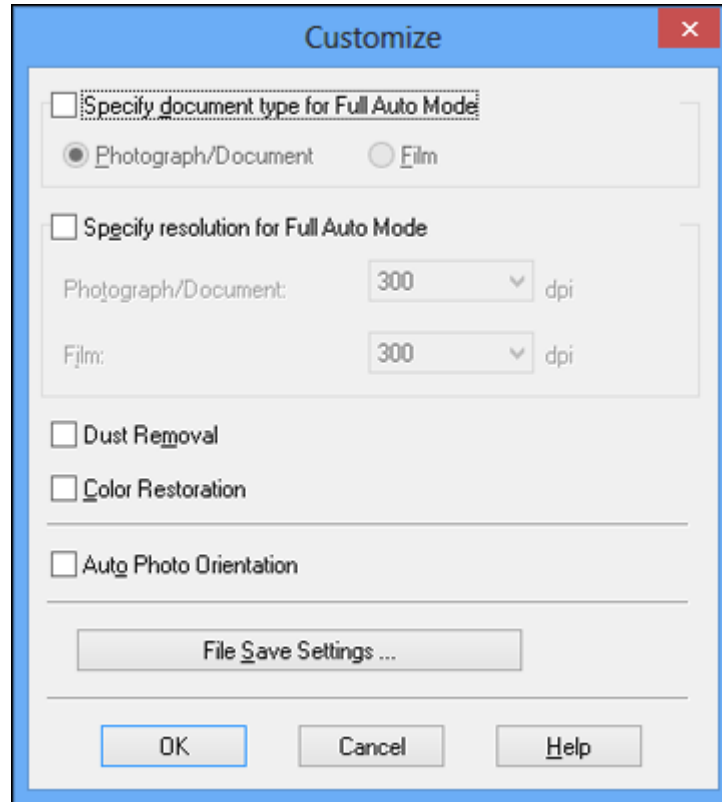 Customize
Specify document type for Full Auto Mode
Photograph/Document Film
Specify resolution for Full Auto Mode
Photograph/Document: 300 dpi
Film: 300 dpi
Dust Removal
Color Restoration
Auto Photo Orientation
File Save Settings ...
OK Cancel Help